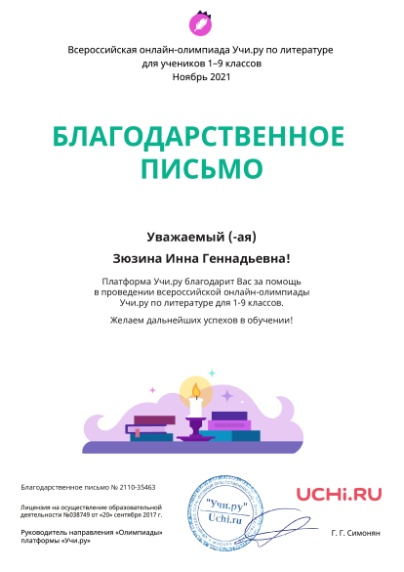 Всероссийская онлайн-олимпиада Учи.ру по литературе
для учеников 1–9 классов
Ноябрь 2021
БЛАГОДАРСТВЕННОЕ
ПИСЬМО
Уважаемый (-ая)
Зюзина Инна Геннадьевна!
Платформа Учи.ру благодарит Вас за помощь
в проведении всероссийской онлайн-олимпиады
Учи.ру по литературе для 1-9 классов.
Желаем дальнейших успехов в обучении!
Благодарственное письмо № 2110-35463
Лицензия на осуществление образовательной
деятельности №038749 от «20» сентября 2017 г.
Руководитель направления «Олимпиады»
платформы «Учи.ру»
"Учи.ру"
Uchi.ru
UCHi.RU
Г. Г. Симонян